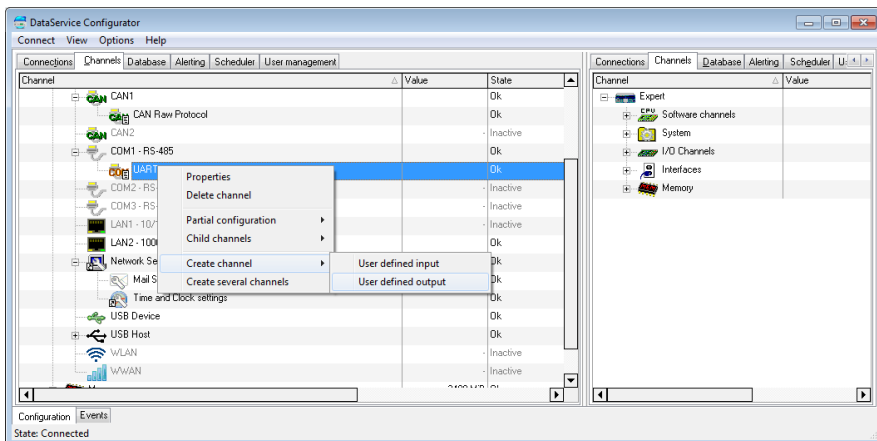 DataService Configurator
Connect View Options Help
Connections Channels Database Alerting Scheduler User management
Channel Value State
CAN1 Ok
CAN Raw Protocol Ok
CAN2 - Inactive
COM1 - RS-485 Ok
UART Ok
COM2 - RS- - Inactive
COM3 - RS- - Inactive
LAN1 - 10/1 - Inactive
LAN2 - 100 Ok
Network Se Ok
Mail S Ok
Time and Clock settings Ok
USB Device Ok
USB Host Ok
WLAN - Inactive
WWAN - Inactive
Properties
Delete channel
Partial configuration
Child channels
Create channel
Create several channels
User defined input
User defined output
Connections Channels Database Alerting Scheduler
Channel Value
Expert
Software channels
System
I/O Channels
Interfaces
Memory
Configuration Events
State: Connected